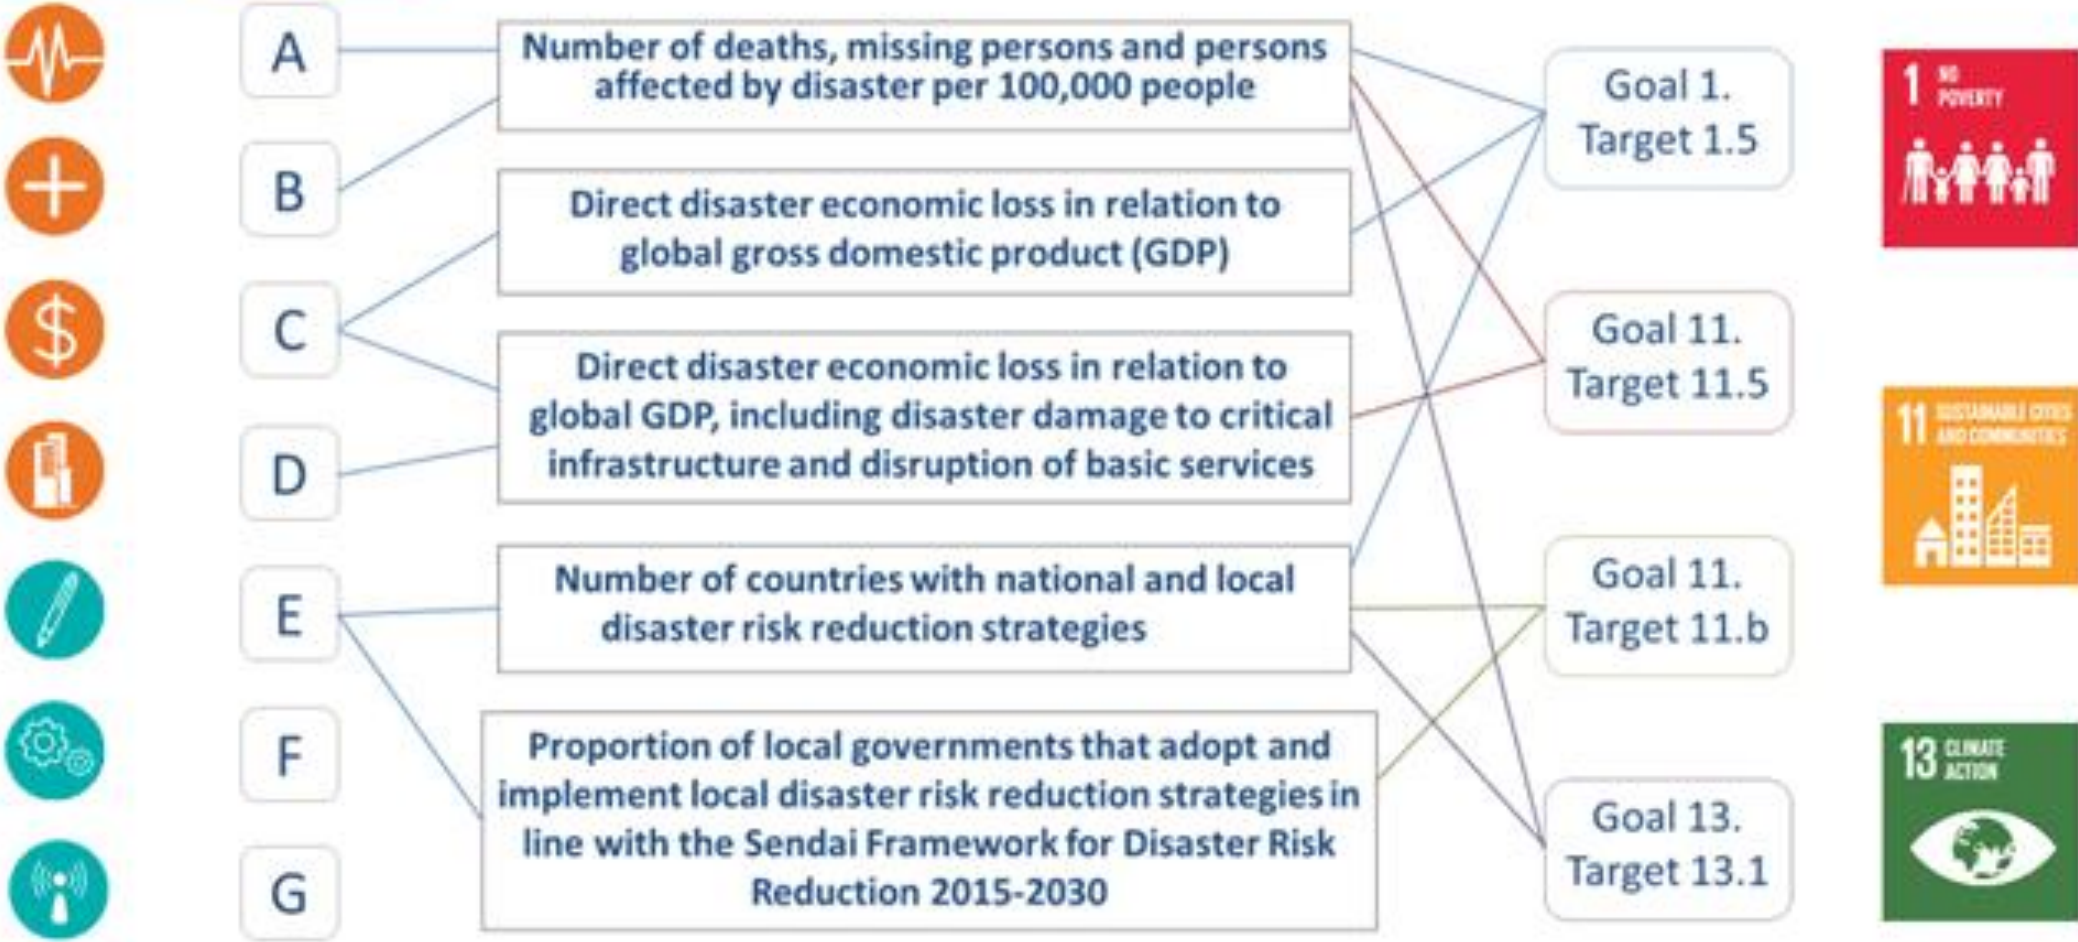 A
B
C
D
E
F
G
Number of deaths, missing persons and persons
affected by disaster per 100,000 people
Direct disaster economic loss in relation to
global gross domestic product (GDP)
Direct disaster economic loss in relation to
global GDP, including disaster damage to critical
infrastructure and disruption of basic services
Number of countries with national and local
disaster risk reduction strategies
Proportion of local governments that adopt and
implement local disaster risk reduction strategies in
line with the Sendai Framework for Disaster Risk
Reduction 2015-2030
Goal 1.
Target 1.5
Goal 11.
Target 11.5
Goal 11.
Target 11.b
Goal 13.
Target 13.1
1 NO
POVERTY
11 SUSTAINABLE CITIES
AND COMMUNITIES
13 CLIMATE
ACTION
$